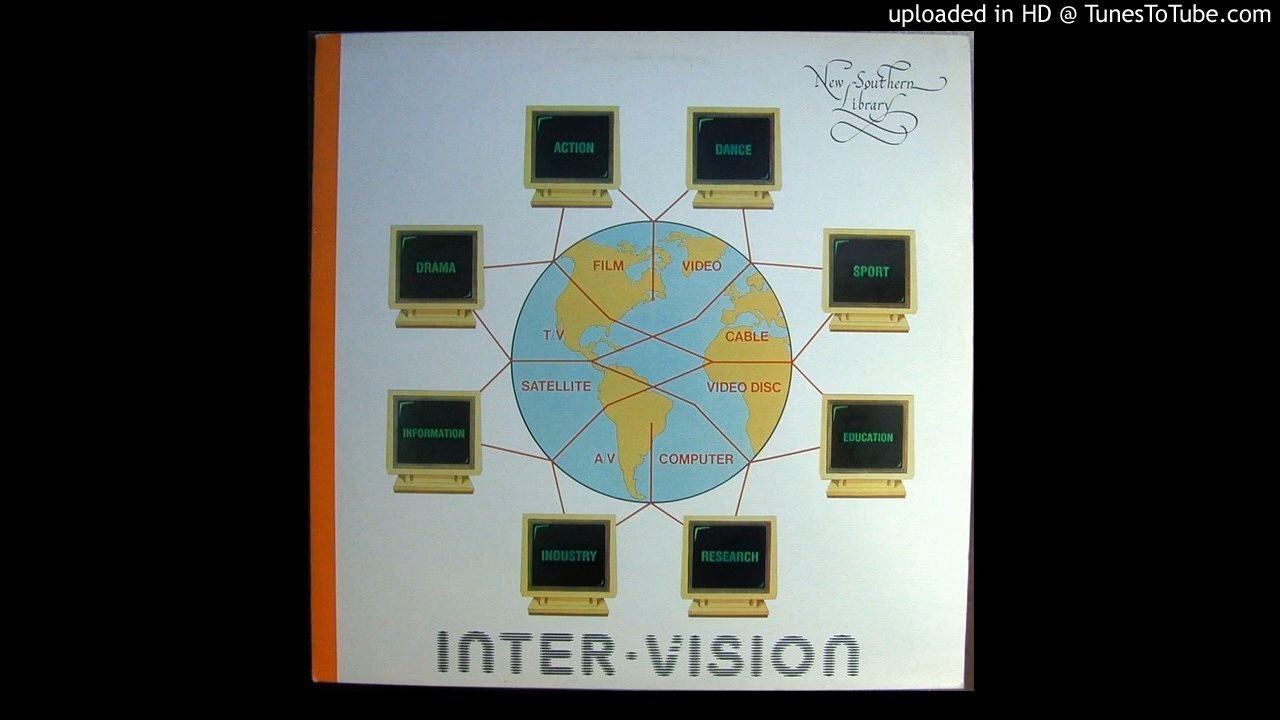 uploaded in HD @ TunesToTube.com
New Southern
Library
ACTION
DANCE
DRAMA
SPORT
FILM
VIDEO
T/V
CABLE
SATELLITE
VIDEO DISC
A/V
COMPUTER
INFORMATION
EDUCATION
INDUSTRY
RESEARCH
INTER-VISION